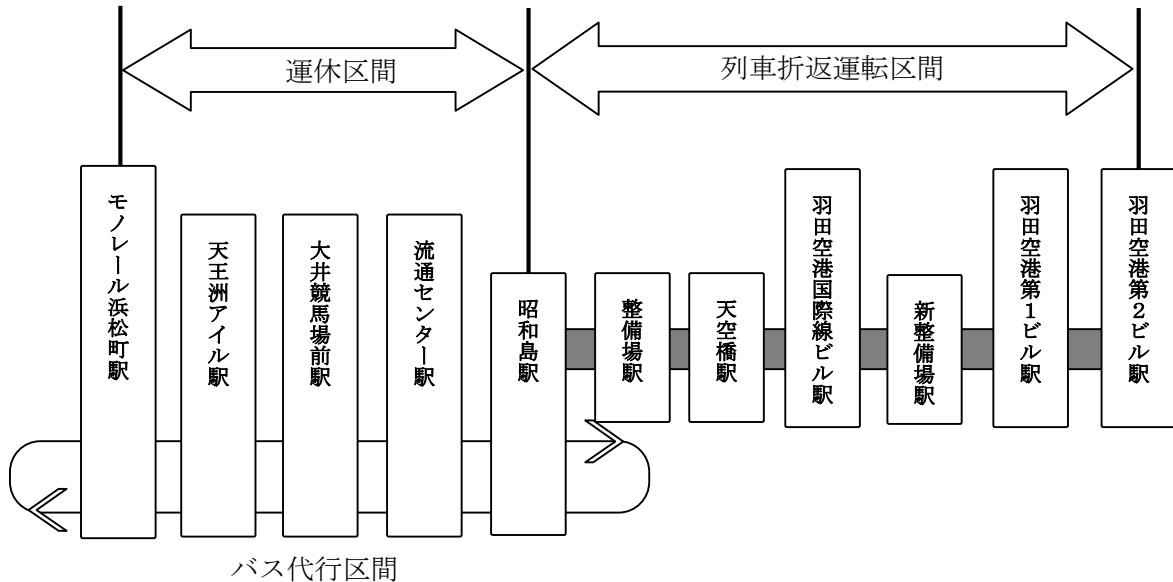 運休区間
列車折返運転区間
モノレール浜松町駅
天王洲アイル駅
大井競馬場前駅
流通センター駅
昭和島駅
整備場駅
天空橋駅
羽田空港国際線ビル駅
新整備場駅
羽田空港第１ビル駅
羽田空港第２ビル駅
バス代行区間